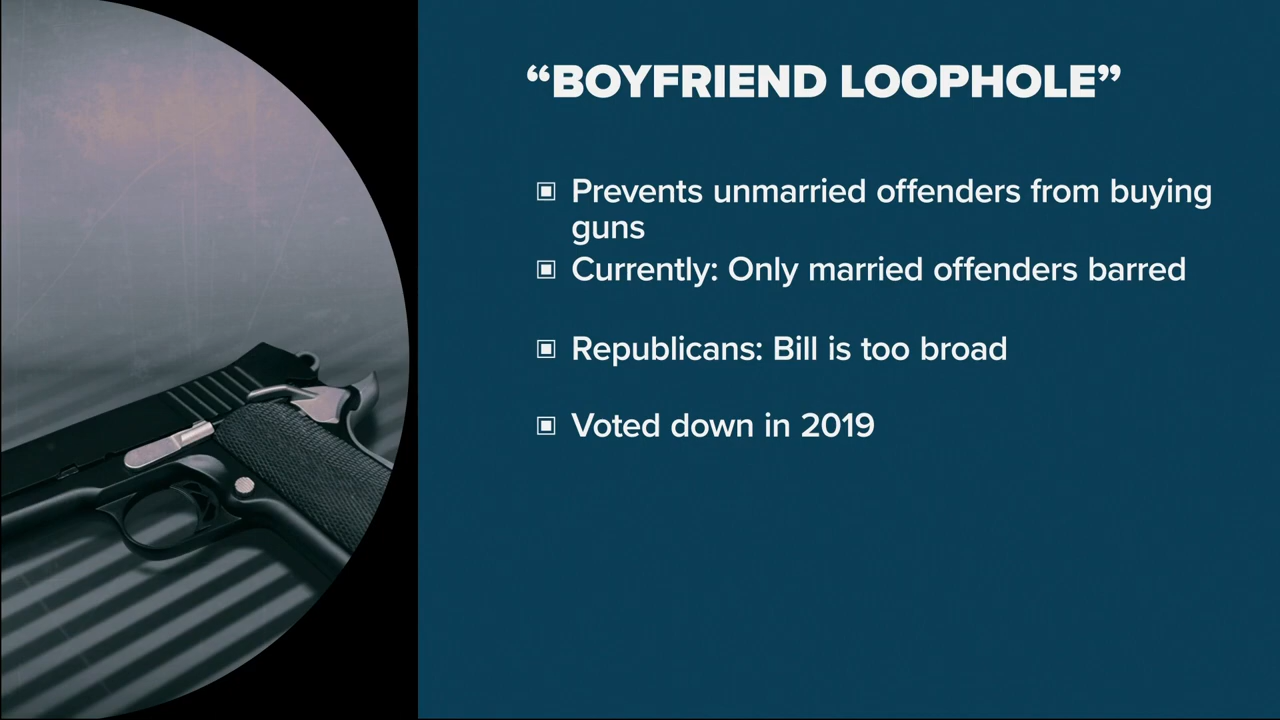 “BOYFRIEND LOOPHOLE”
Prevents unmarried offenders from buying
guns
Currently: Only married offenders barred
Republicans: Bill is too broad
Voted down in 2019